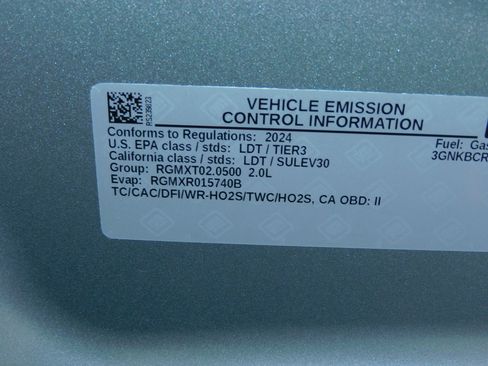 VEHICLE EMISSION
CONTROL INFORMATION
Conforms to Regulations: 2024
U.S. EPA class / stds: LDT / TIER3
California class / stds: LDT / SULEV30
Group: RGMXT02.0500 2.0L
Evap: RGMXR015740B
TC/CAC/DFI/WR-HO2S/TWC/HO2S, CA OBD: II
Fuel: Gas
3GNKBCR